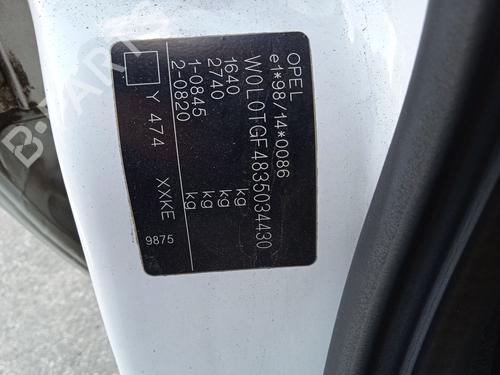 OPEL
e1*98/14*0086
W0L0TGF4835034430
1640 kg
2740 kg
1-0845 kg
2-0820 kg
Y 474 XXKE
9875
B-PARTS